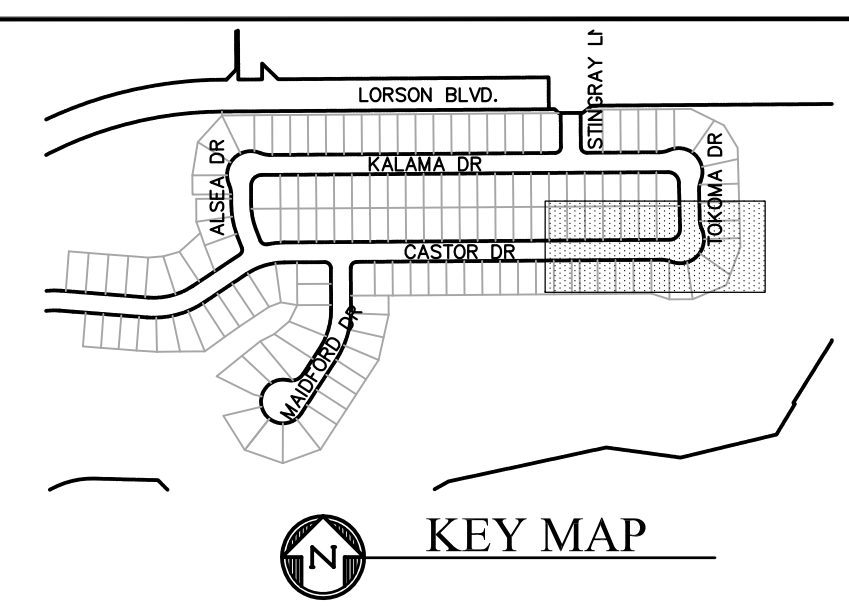 STINGRAY LN
LORSON BLVD.
KALAMA DR
ALSEA DR
TOKOMA DR
CASTOR DR
MAIDFORD DR
N
KEY MAP